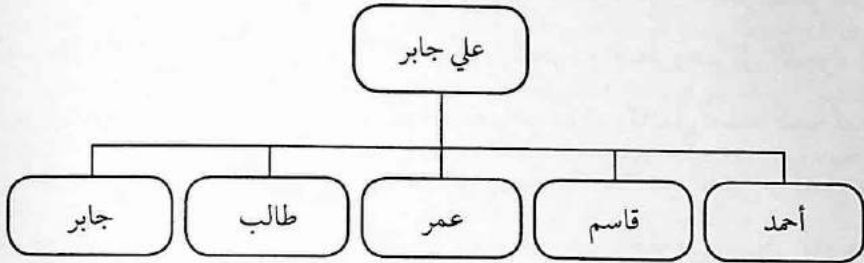 علي جابر
أحمد
قاسم
عمر
طالب
جابر